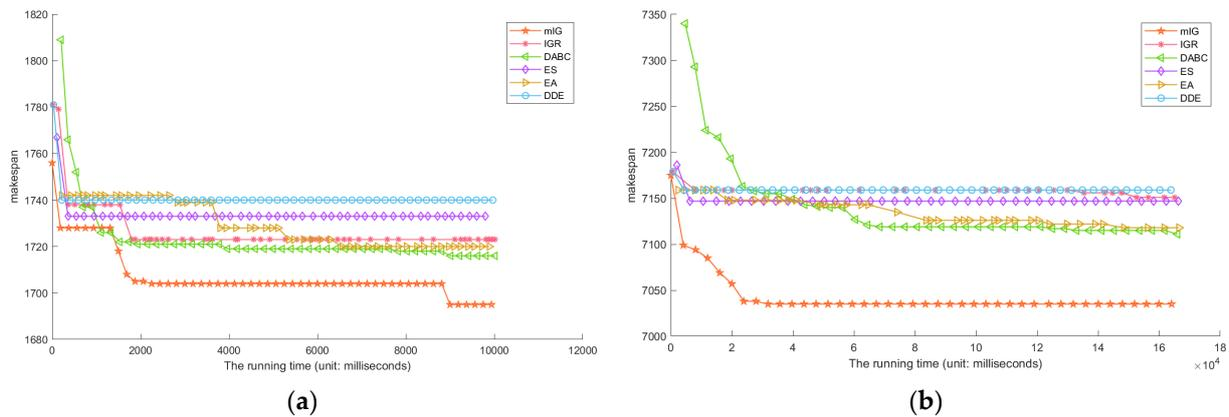 1820
1800
1780
1760
1740
1720
1700
1680
makespan
0 2000 4000 6000 8000 10000 12000
The running time (unit: milliseconds)
mIG
IGR
DABC
ES
EA
DDE
(a)
7350
7300
7250
7200
7150
7100
7050
7000
makespan
0 2 4 6 8 10 12 14 16 18
×10^4
The running time (unit: milliseconds)
mIG
IGR
DABC
ES
EA
DDE
(b)